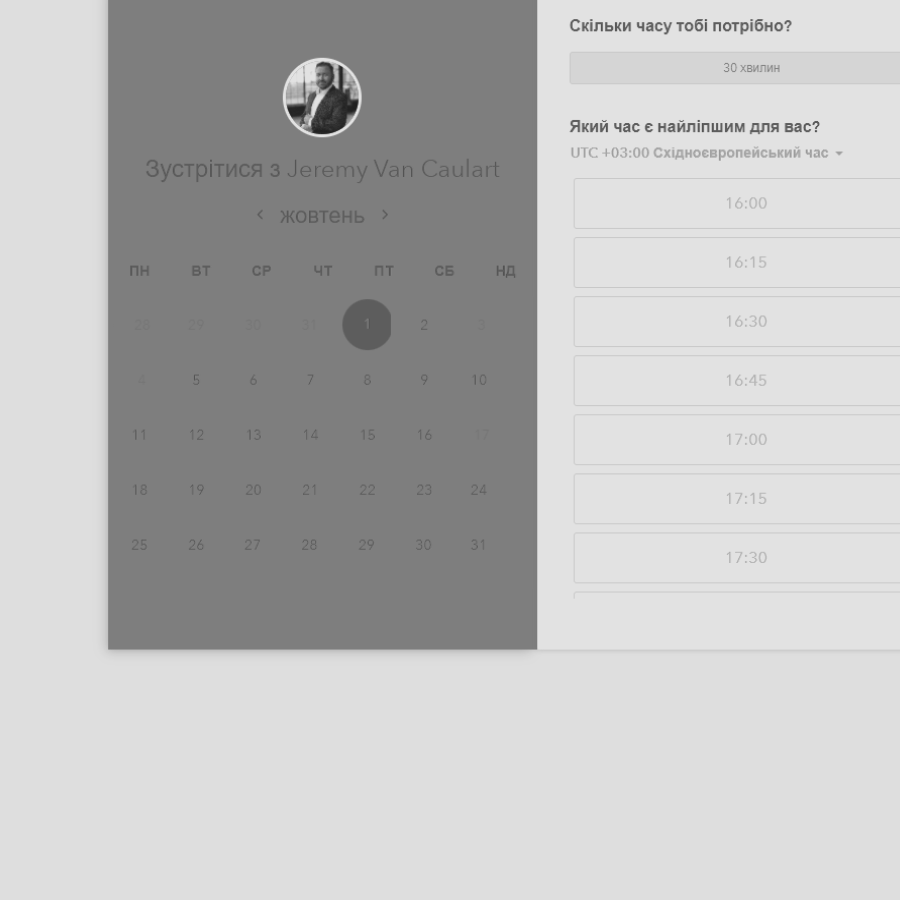 Зустрітися з Jeremy Van Caulart
жовтень
ПН ВТ СР ЧТ ПТ СБ НД
28 29 30 31 1 2 3
4 5 6 7 8 9 10
11 12 13 14 15 16 17
18 19 20 21 22 23 24
25 26 27 28 29 30 31
Скільки часу тобі потрібно?
30 хвилин
Який час є найліпшим для вас?
UTC +03:00 Східноєвропейський час
16:00
16:15
16:30
16:45
17:00
17:15
17:30